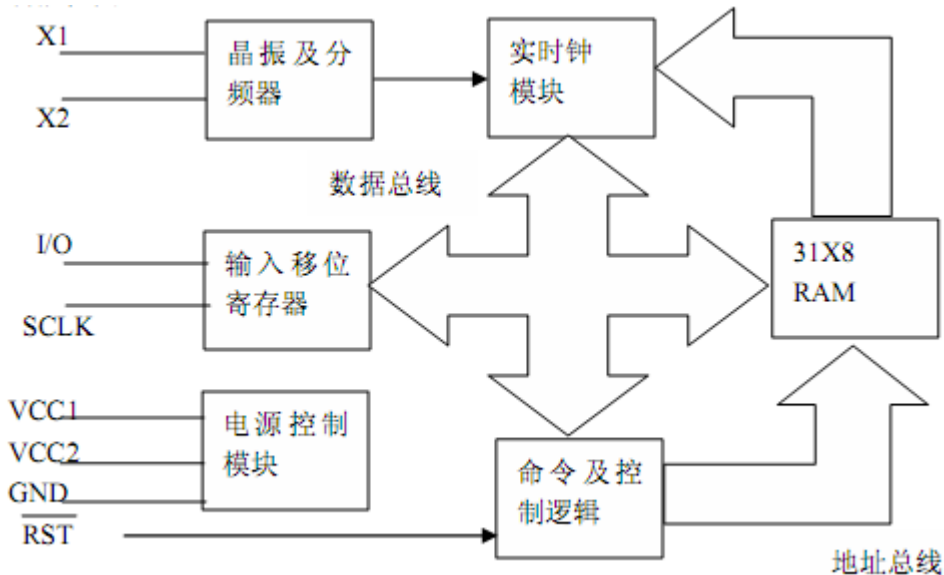 X1
X2
晶振及分
频器
实时钟
模块
数据总线
I/O
SCLK
输入移位
寄存器
31X8
RAM
VCC1
VCC2
GND
RST
电源控制
模块
命令及控
制逻辑
地址总线